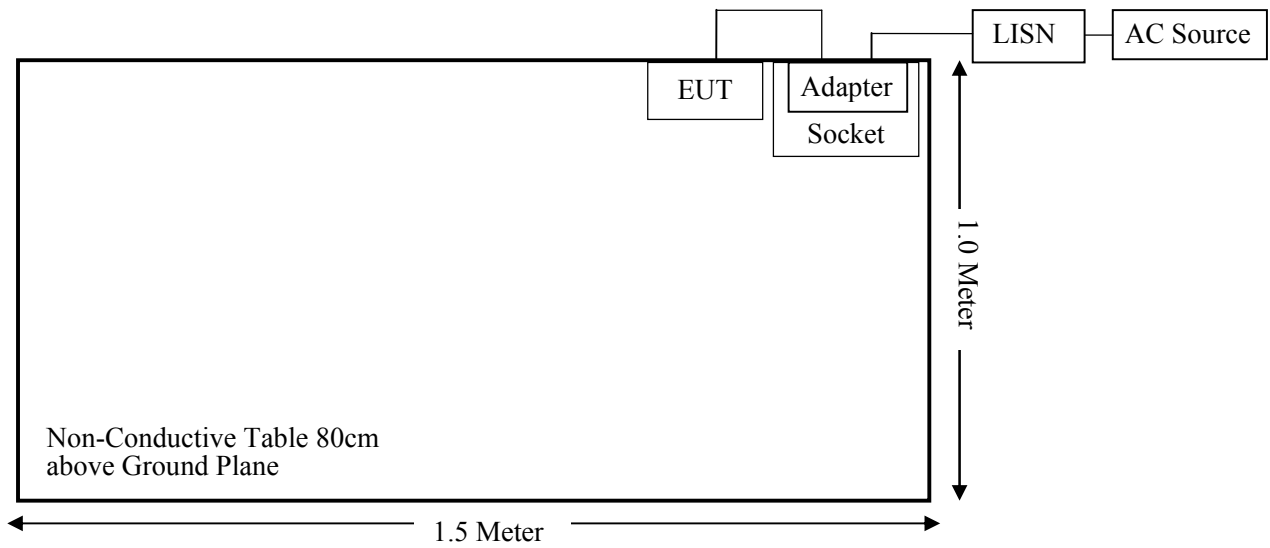 LISN
AC Source
EUT
Adapter
Socket
1.0 Meter
Non-Conductive Table 80cm
above Ground Plane
1.5 Meter